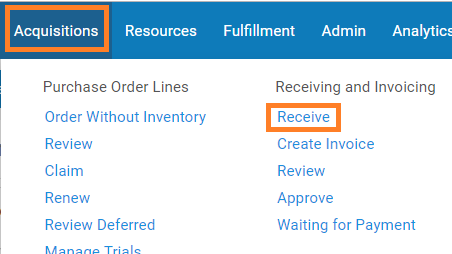 Acquisitions Resources Fulfillment Admin Analytics
Purchase Order Lines
Order Without Inventory
Review
Claim
Renew
Review Deferred
Manage Trials
Receiving and Invoicing
Receive
Create Invoice
Review
Approve
Waiting for Payment